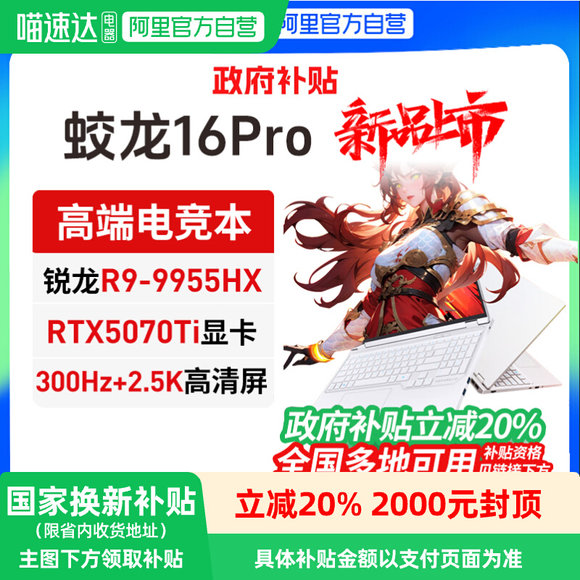 喵速达电器 阿里官方自营 阿里官方自营
政府补贴
蛟龙16Pro
新品上市
高端电竞本
锐龙R9-9955HX
RTX5070Ti显卡
300Hz+2.5K高清屏
政府补贴立减20%
全国多地可用
补贴资格
见链接下方
国家换新补贴
(限省内收货地址)
主图下方领取补贴
立减20% 2000元封顶
具体补贴金额以支付页面为准